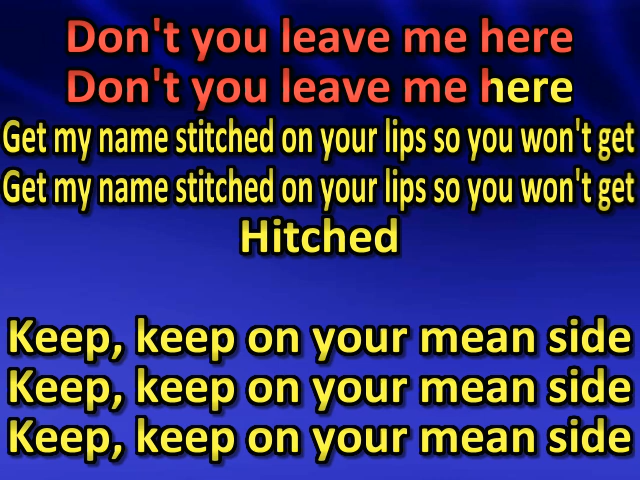 Don't you leave me here
Don't you leave me here
Get my name stitched on your lips so you won't get
Get my name stitched on your lips so you won't get
Hitched
Keep, keep on your mean side
Keep, keep on your mean side
Keep, keep on your mean side